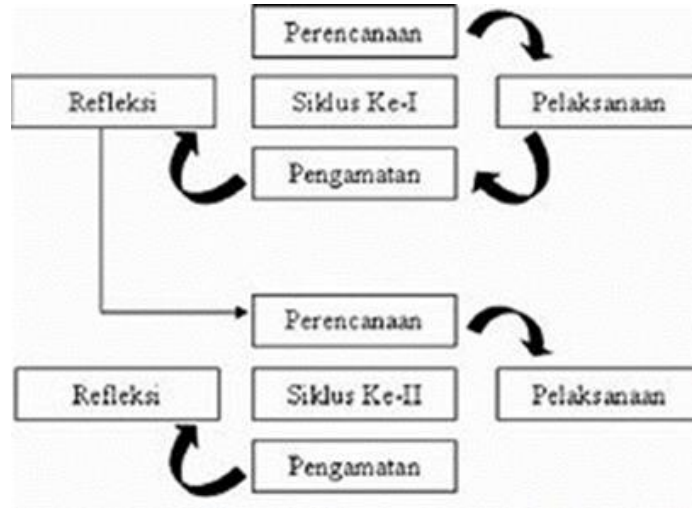 Perencanaan
Refleksi
Siklus Ke-I
Pelaksanaan
Pengamatan
Perencanaan
Refleksi
Siklus Ke-II
Pelaksanaan
Pengamatan